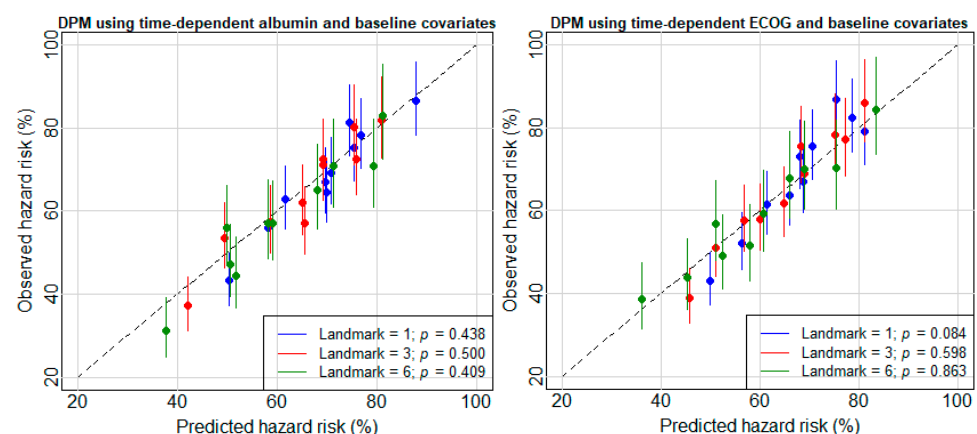 DPM using time-dependent albumin and baseline covariates
Observed hazard risk (%)
100
80
60
40
20
Landmark = 1; p = 0.438
Landmark = 3; p = 0.500
Landmark = 6; p = 0.409
20 40 60 80 100
Predicted hazard risk (%)
DPM using time-dependent ECOG and baseline covariates
Observed hazard risk (%)
100
80
60
40
20
Landmark = 1; p = 0.084
Landmark = 3; p = 0.598
Landmark = 6; p = 0.863
20 40 60 80 100
Predicted hazard risk (%)